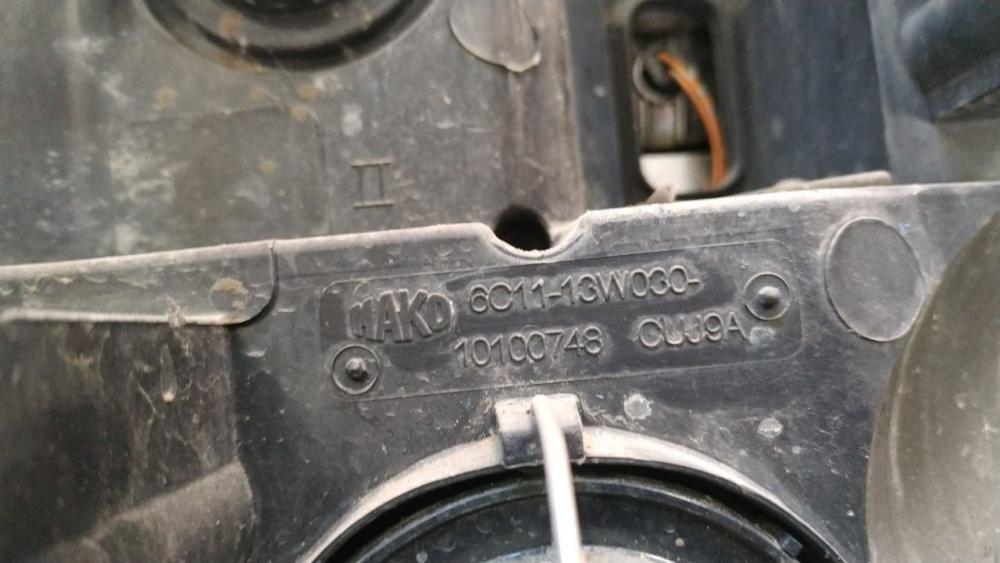 II
MAKO 6C11-13W030-
10100748 CUJ9A